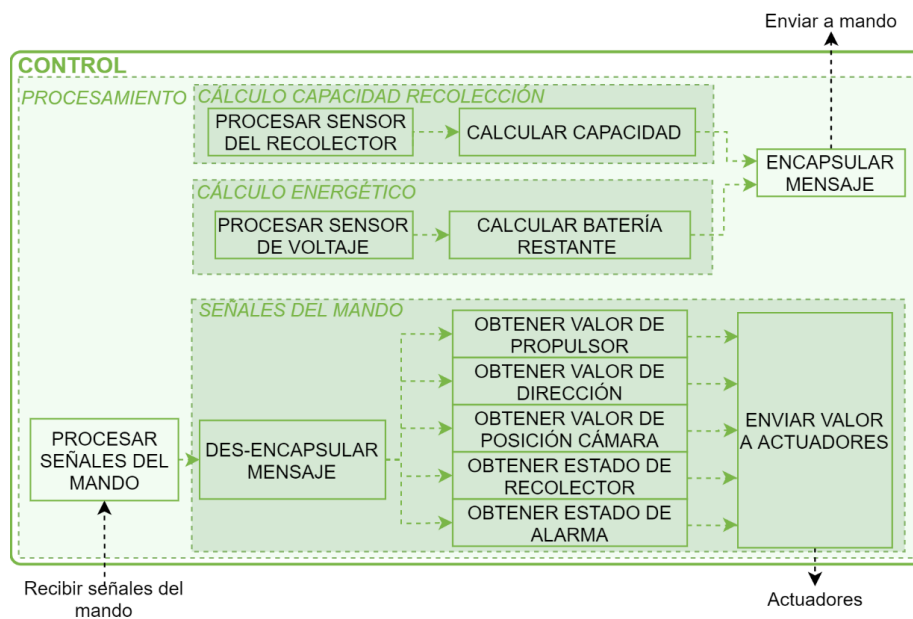 Enviar a mando
CONTROL
PROCESAMIENTO
CÁLCULO CAPACIDAD RECOLECCIÓN
PROCESAR SENSOR
DEL RECOLECTOR
CALCULAR CAPACIDAD
ENCAPSULAR
MENSAJE
CÁLCULO ENERGÉTICO
PROCESAR SENSOR
DE VOLTAJE
CALCULAR BATERÍA
RESTANTE
SEÑALES DEL MANDO
OBTENER VALOR DE
PROPULSOR
OBTENER VALOR DE
DIRECCIÓN
OBTENER VALOR DE
POSICIÓN CÁMARA
OBTENER ESTADO DE
RECOLECTOR
OBTENER ESTADO DE
ALARMA
PROCESAR
SEÑALES DEL
MANDO
DES-ENCAPSULAR
MENSAJE
ENVIAR VALOR
A ACTUADORES
Recibir señales del
mando
Actuadores